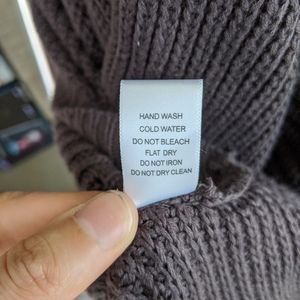 HAND WASH
COLD WATER
DO NOT BLEACH
FLAT DRY
DO NOT IRON
DO NOT DRY CLEAN